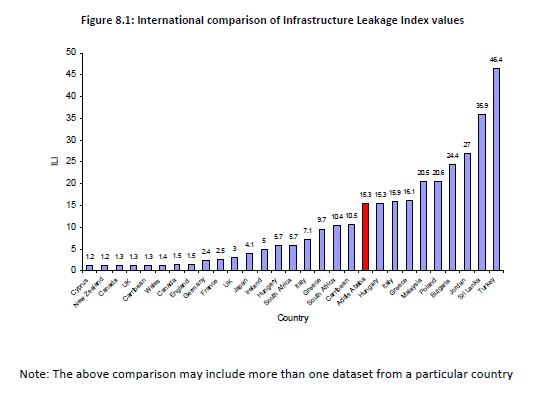 Figure 8.1: International comparison of Infrastructure Leakage Index values
50
45
40
35
30
25
20
15
10
5
0
ILI
1.2 1.2 1.3 1.3 1.3 1.4 1.5 1.5 2.4 2.5 3 4.1 5 5.7 5.7 7.1 9.7 10.4 10.5 15.3 15.3 15.9 16.1 20.5 20.6 24.4 27 35.9 46.4
Cyprus
New Zealand
Canada
UK
Carribean
Wales
Canada
England
Germany
France
UK
Japan
Ireland
Hungary
South Africa
Italy
Greece
South Africa
Carribean
Addis Ababa
Hungary
Italy
Greece
Malaysia
Poland
Bulgaria
Jordan
Sri Lanka
Turkey
Country
Note: The above comparison may include more than one dataset from a particular country